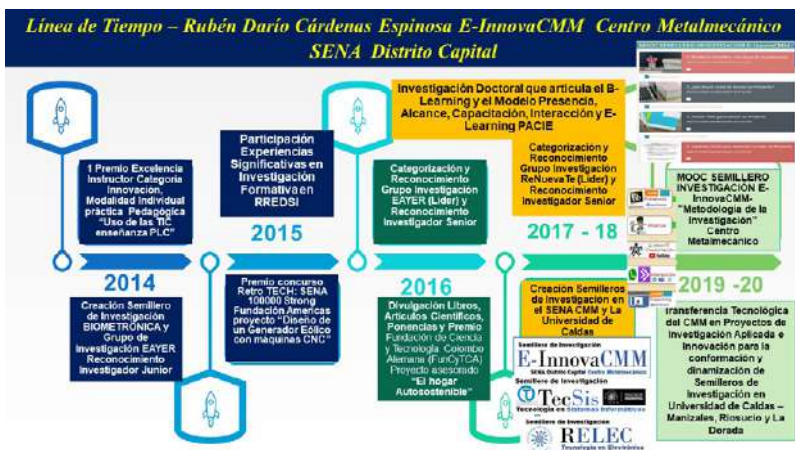 Línea de Tiempo – Rubén Darío Cárdenas Espinosa E-InnovaCMM Centro Metalmecánico
SENA Distrito Capital
1 Premio Excelencia
Instructor Categoría
Innovación,
Modalidad Individual
práctica Pedagógica
"Uso de las TIC
enseñanza PLC"
2014
Creación Semillero
de Investigación
BIOMETRÓNICA y
Grupo de
Investigación EAYER
Reconocimiento
Investigador Junior
Participación
Experiencias
Significativas en
Investigación
Formativa en
RREDSI
2015
Premio concurso
Retro TECH: SENA
100000 Strong
Fundación Americas
proyecto "Diseño de
un Generador Eólico
con máquinas CNC"
Investigación Doctoral que articula el B-
Learning y el Modelo Presencia,
Alcance, Capacitación, Interacción y E-
Learning PACIE
Categorización y
Reconocimiento
Grupo Investigación
EAYER (Líder) y
Reconocimiento
Investigador Senior
2016
Divulgación Libros,
Artículos Científicos,
Ponencias y Premio
Fundación de Ciencia
y Tecnología Colombo
Alemana (FunCyTCA)
Proyecto asesorado
"El hogar
Autosostenible"
Categorización y
Reconocimiento
Grupo Investigación
ReNueva Te (Líder) y
Reconocimiento
Investigador Senior
2017 - 18
Creación Semilleros
de Investigación en
el SENA CMM y La
Universidad de
Caldas
Semillero de Investigación
E-InnovaCMM
SENA Distrito Capital Centro Metalmecánico
Semillero de Investigación
TecSis
Tecnología en Sistemas Informáticos
Semillero de Investigación
RELEC
Tecnología en Electrónica
MOOC SEMILLERO
INVESTIGACIÓN E-
InnovaCMM-
"Metodología de la
Investigación"
Centro
Metalmecanico
2019 -20
Transferencia Tecnológica
del CMM en Proyectos de
Investigación Aplicada e
Innovación para la
conformación y
dinamización de
Semilleros de
Investigación en
Universidad de Caldas –
Manizales, Riosucio y La
Dorada